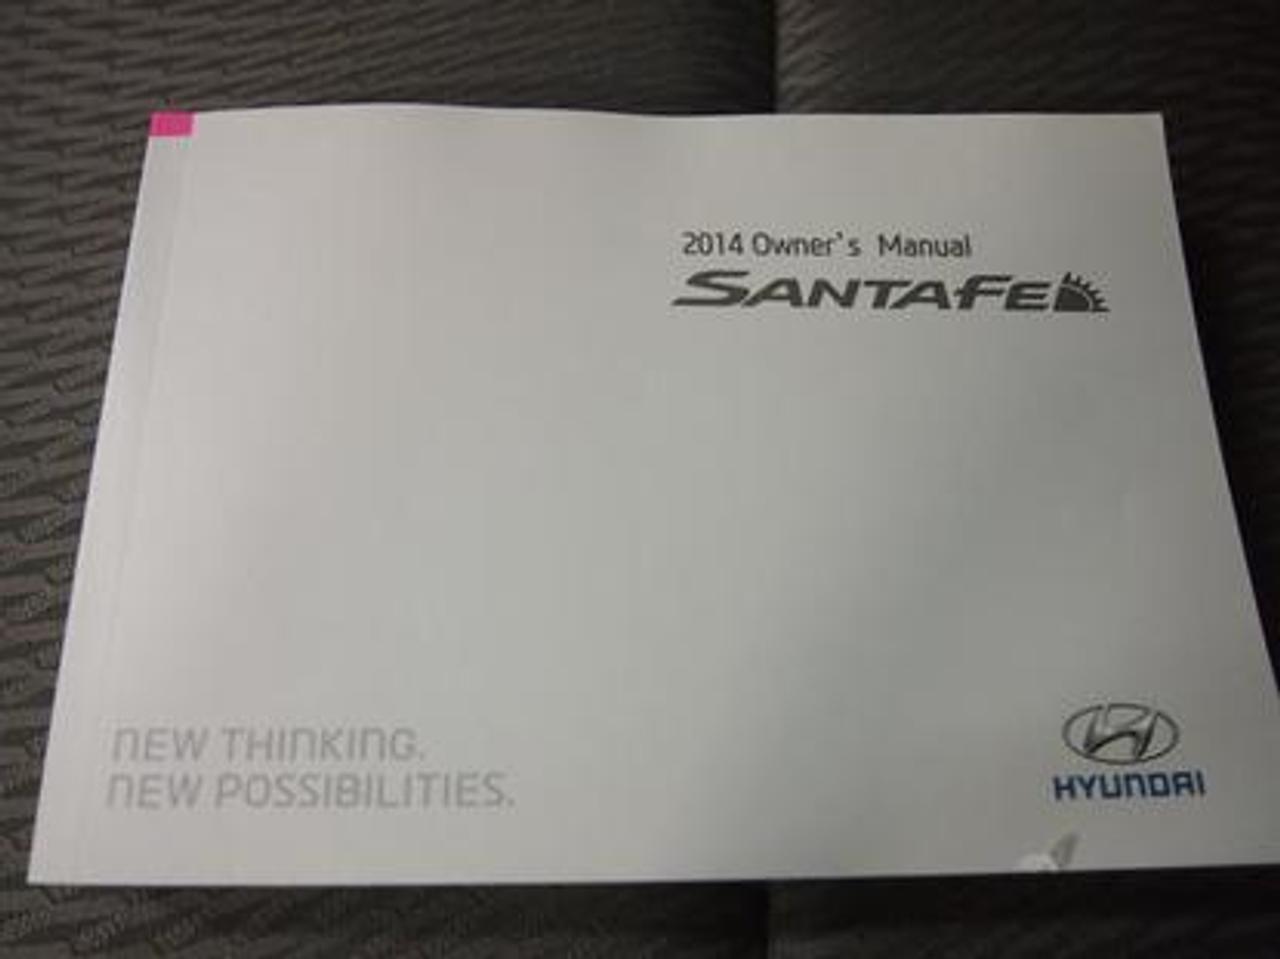 2014 Owner's Manual
SANTAFE
NEW THINKING.
NEW POSSIBILITIES.
HYUNDAI